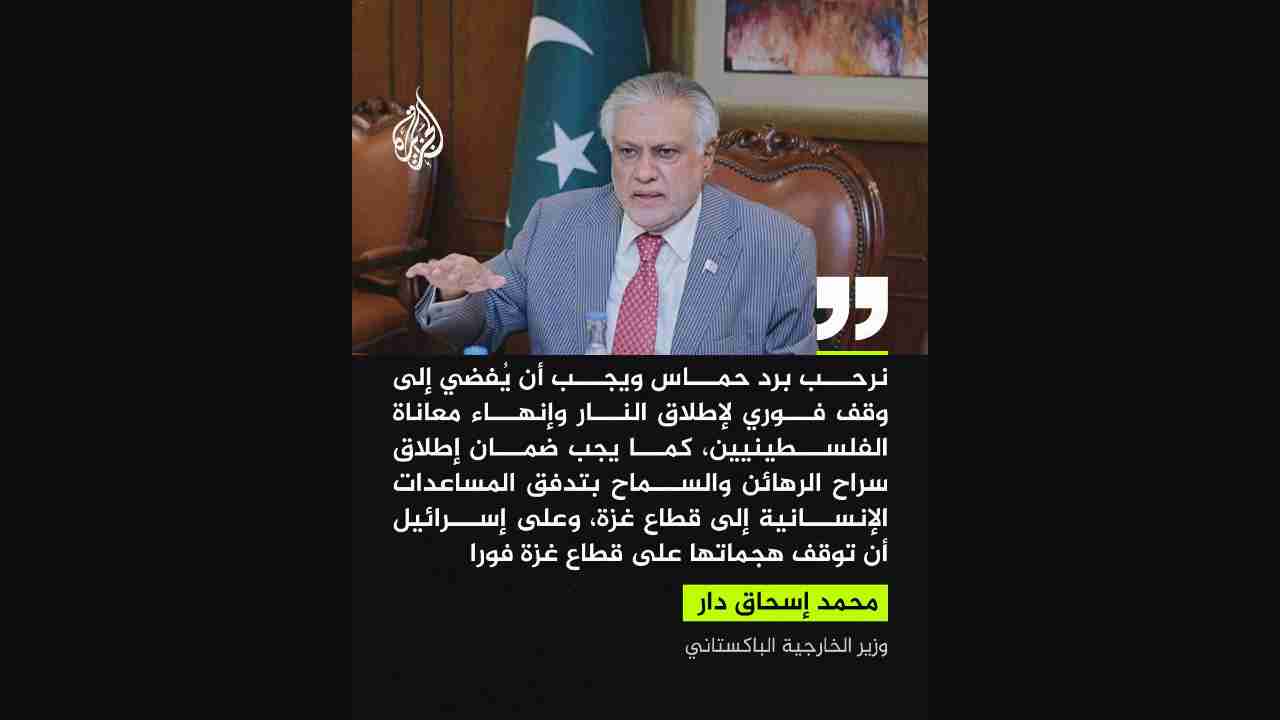 الجزيرة
نرحب برد حماس ويجب أن يُفضي إلى
وقف فوري لإطلاق النار وإنهاء معاناة
الفلسطينيين، كما يجب ضمان إطلاق
سراح الرهائن والسماح بتدفق المساعدات
الإنسانية إلى قطاع غزة، وعلى إسرائيل
أن توقف هجماتها على قطاع غزة فورا
محمد إسحاق دار
وزير الخارجية الباكستاني